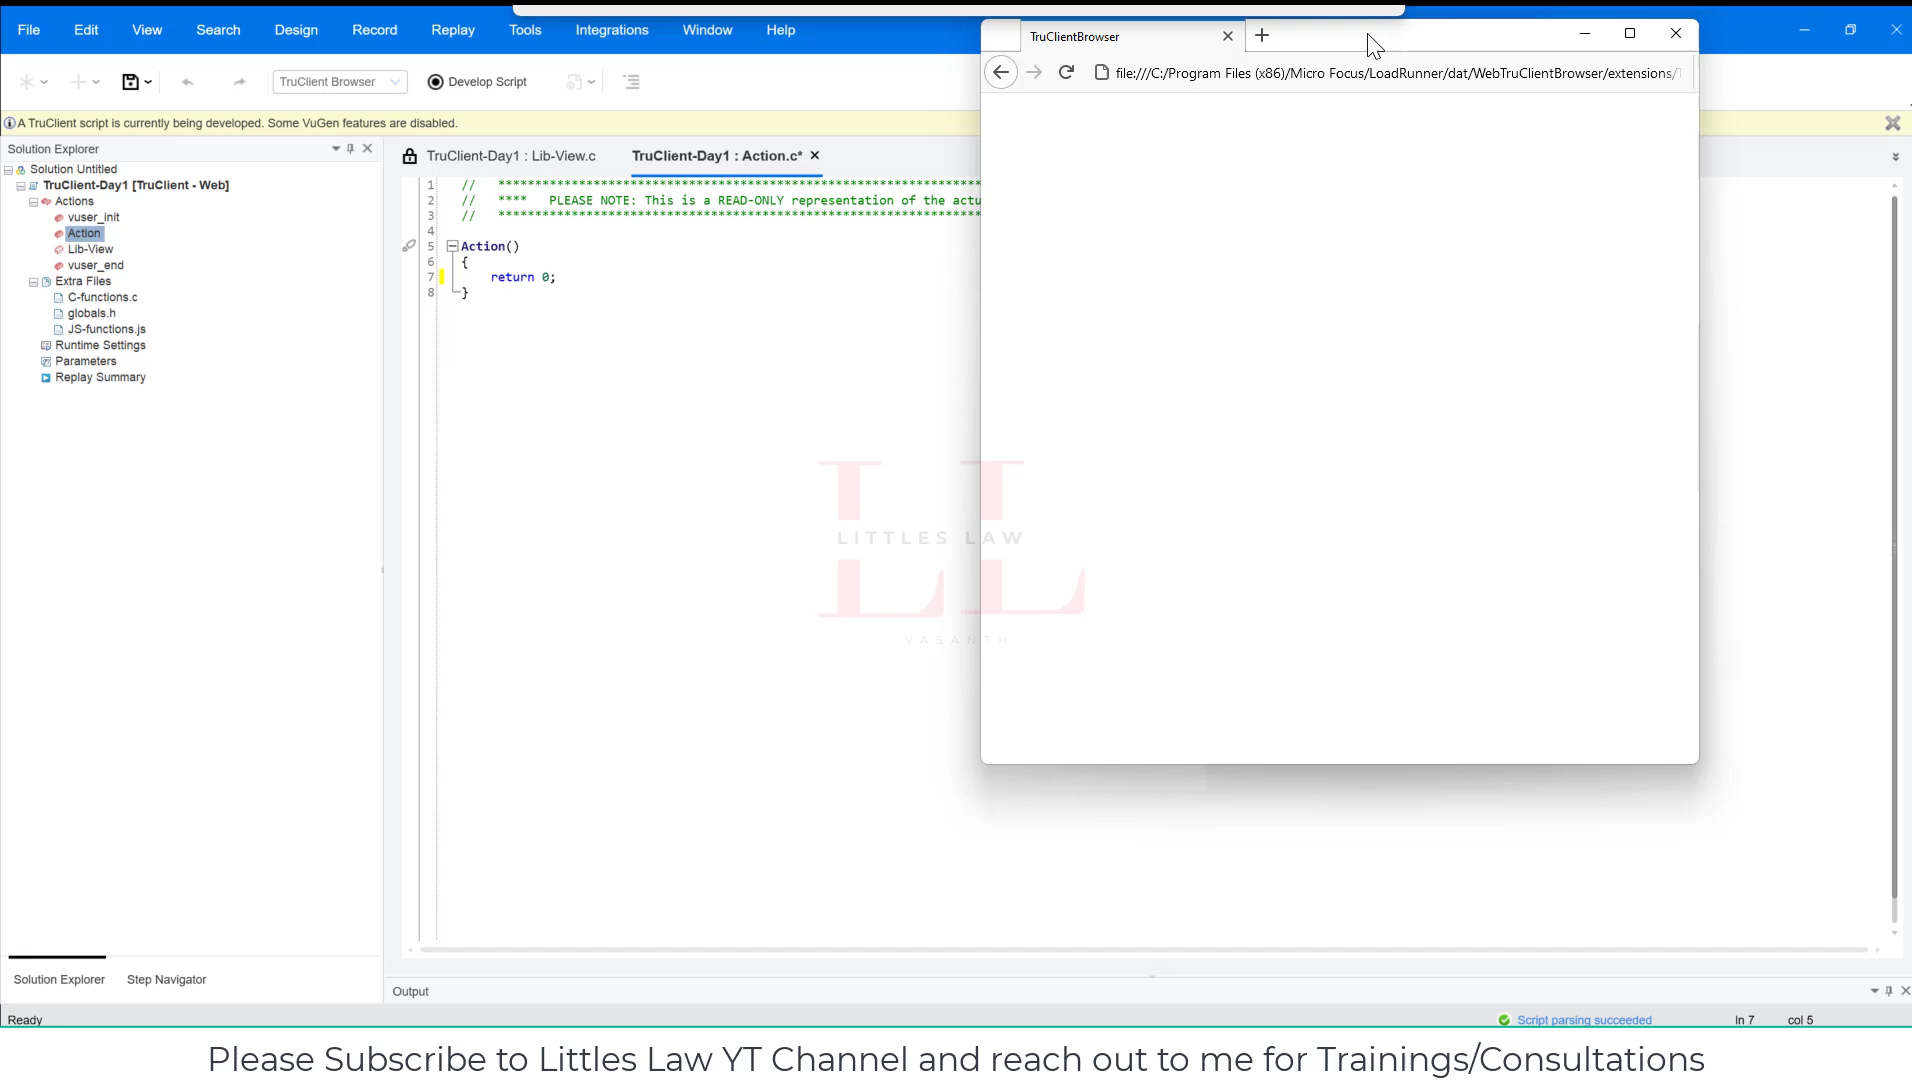 File Edit View Search Design Record Replay Tools Integrations Window Help
TruClient Browser Develop Script
A TruClient script is currently being developed. Some VuGen features are disabled.
Solution Explorer
Solution Untitled
TruClient-Day1 [TruClient - Web]
Actions
vuser_init
Action
Lib-View
vuser_end
Extra Files
C-functions.c
globals.h
JS-functions.js
Runtime Settings
Parameters
Replay Summary
Solution Explorer Step Navigator
TruClient-Day1 : Lib-View.c TruClient-Day1 : Action.c*
1 // ******************************************************************
2 // **** PLEASE NOTE: This is a READ-ONLY representation of the actu
3 // ******************************************************************
4
5 Action()
6 {
7 return 0;
8 }
TruClientBrowser
file:///C:/Program Files (x86)/Micro Focus/LoadRunner/dat/WebTruClientBrowser/extensions/
LL
LITTLES LAW
VASANTH
Output
Ready Script parsing succeeded ln 7 col 5
Please Subscribe to Littles Law YT Channel and reach out to me for Trainings/Consultations